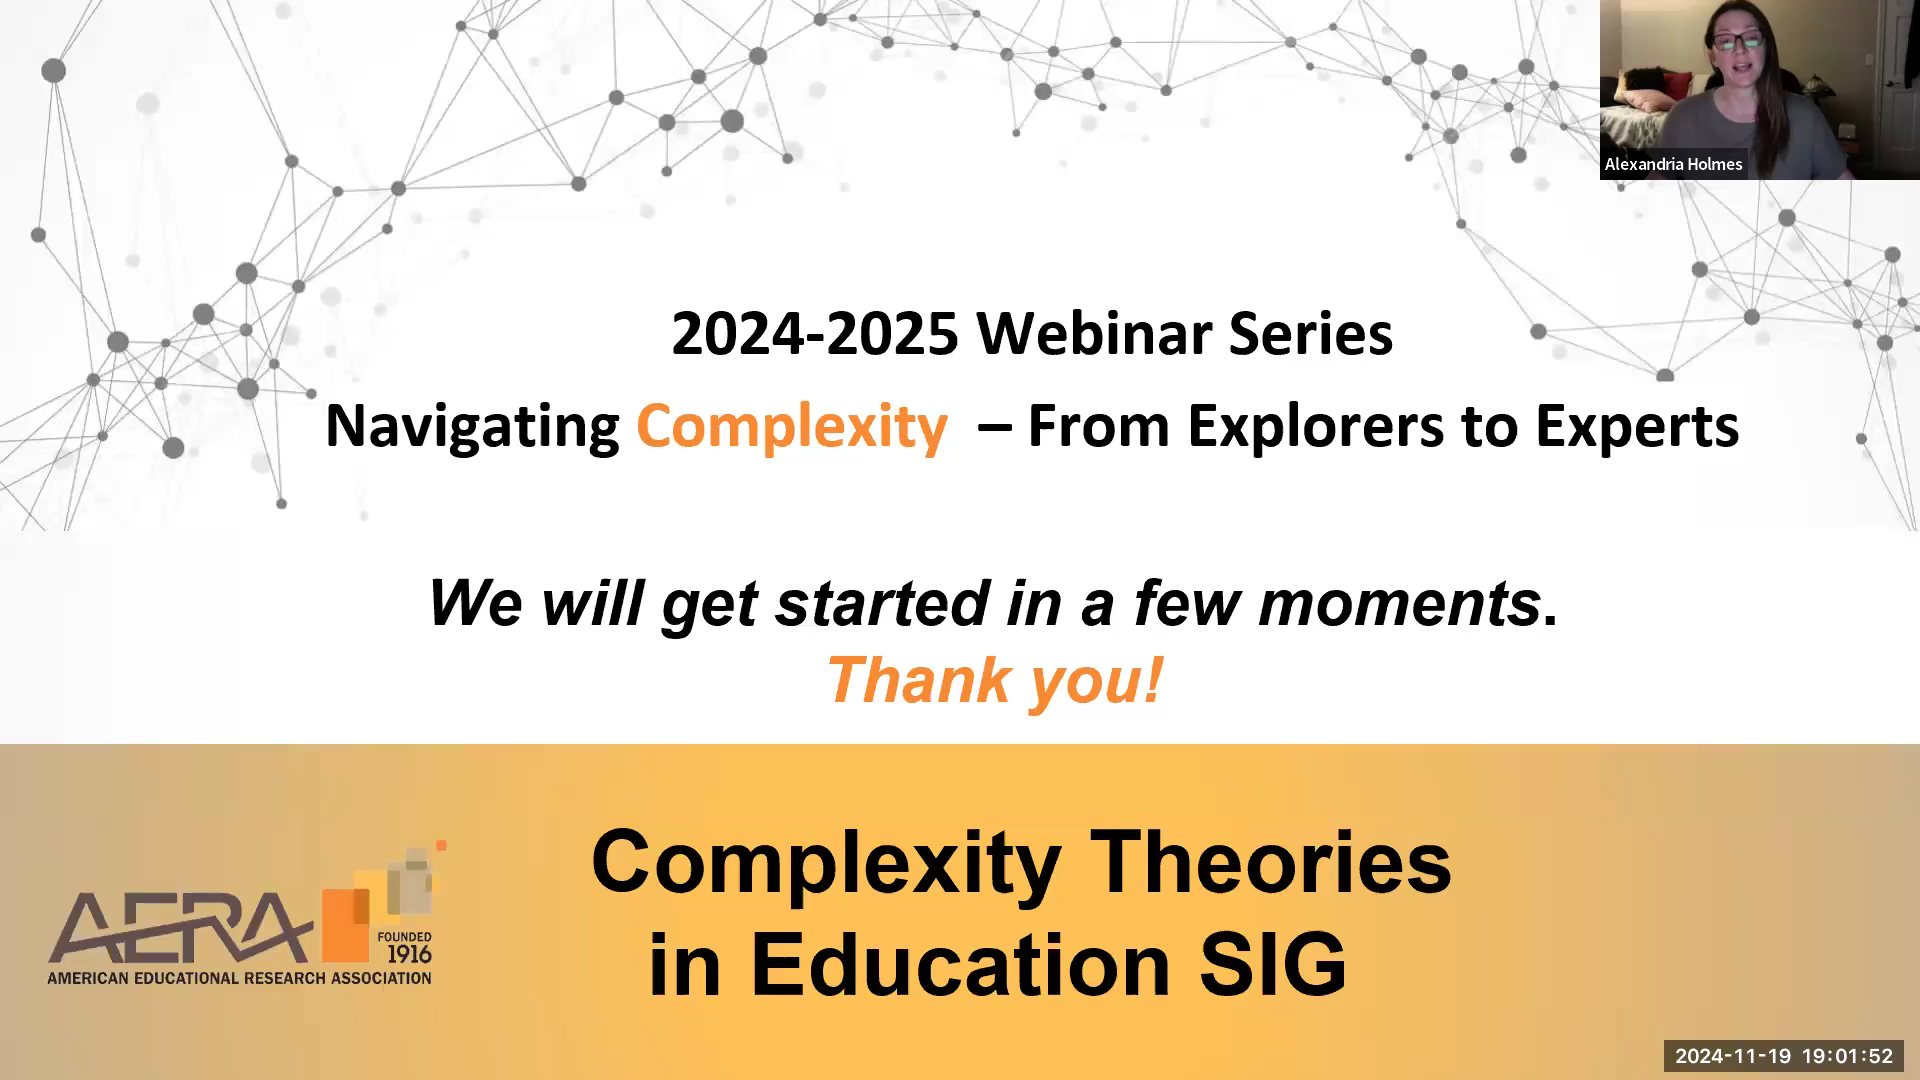 Alexandria Holmes
2024-2025 Webinar Series
Navigating Complexity – From Explorers to Experts
We will get started in a few moments.
Thank you!
Complexity Theories
in Education SIG
AERA
FOUNDED
1916
AMERICAN EDUCATIONAL RESEARCH ASSOCIATION
2024-11-19 19:01:52